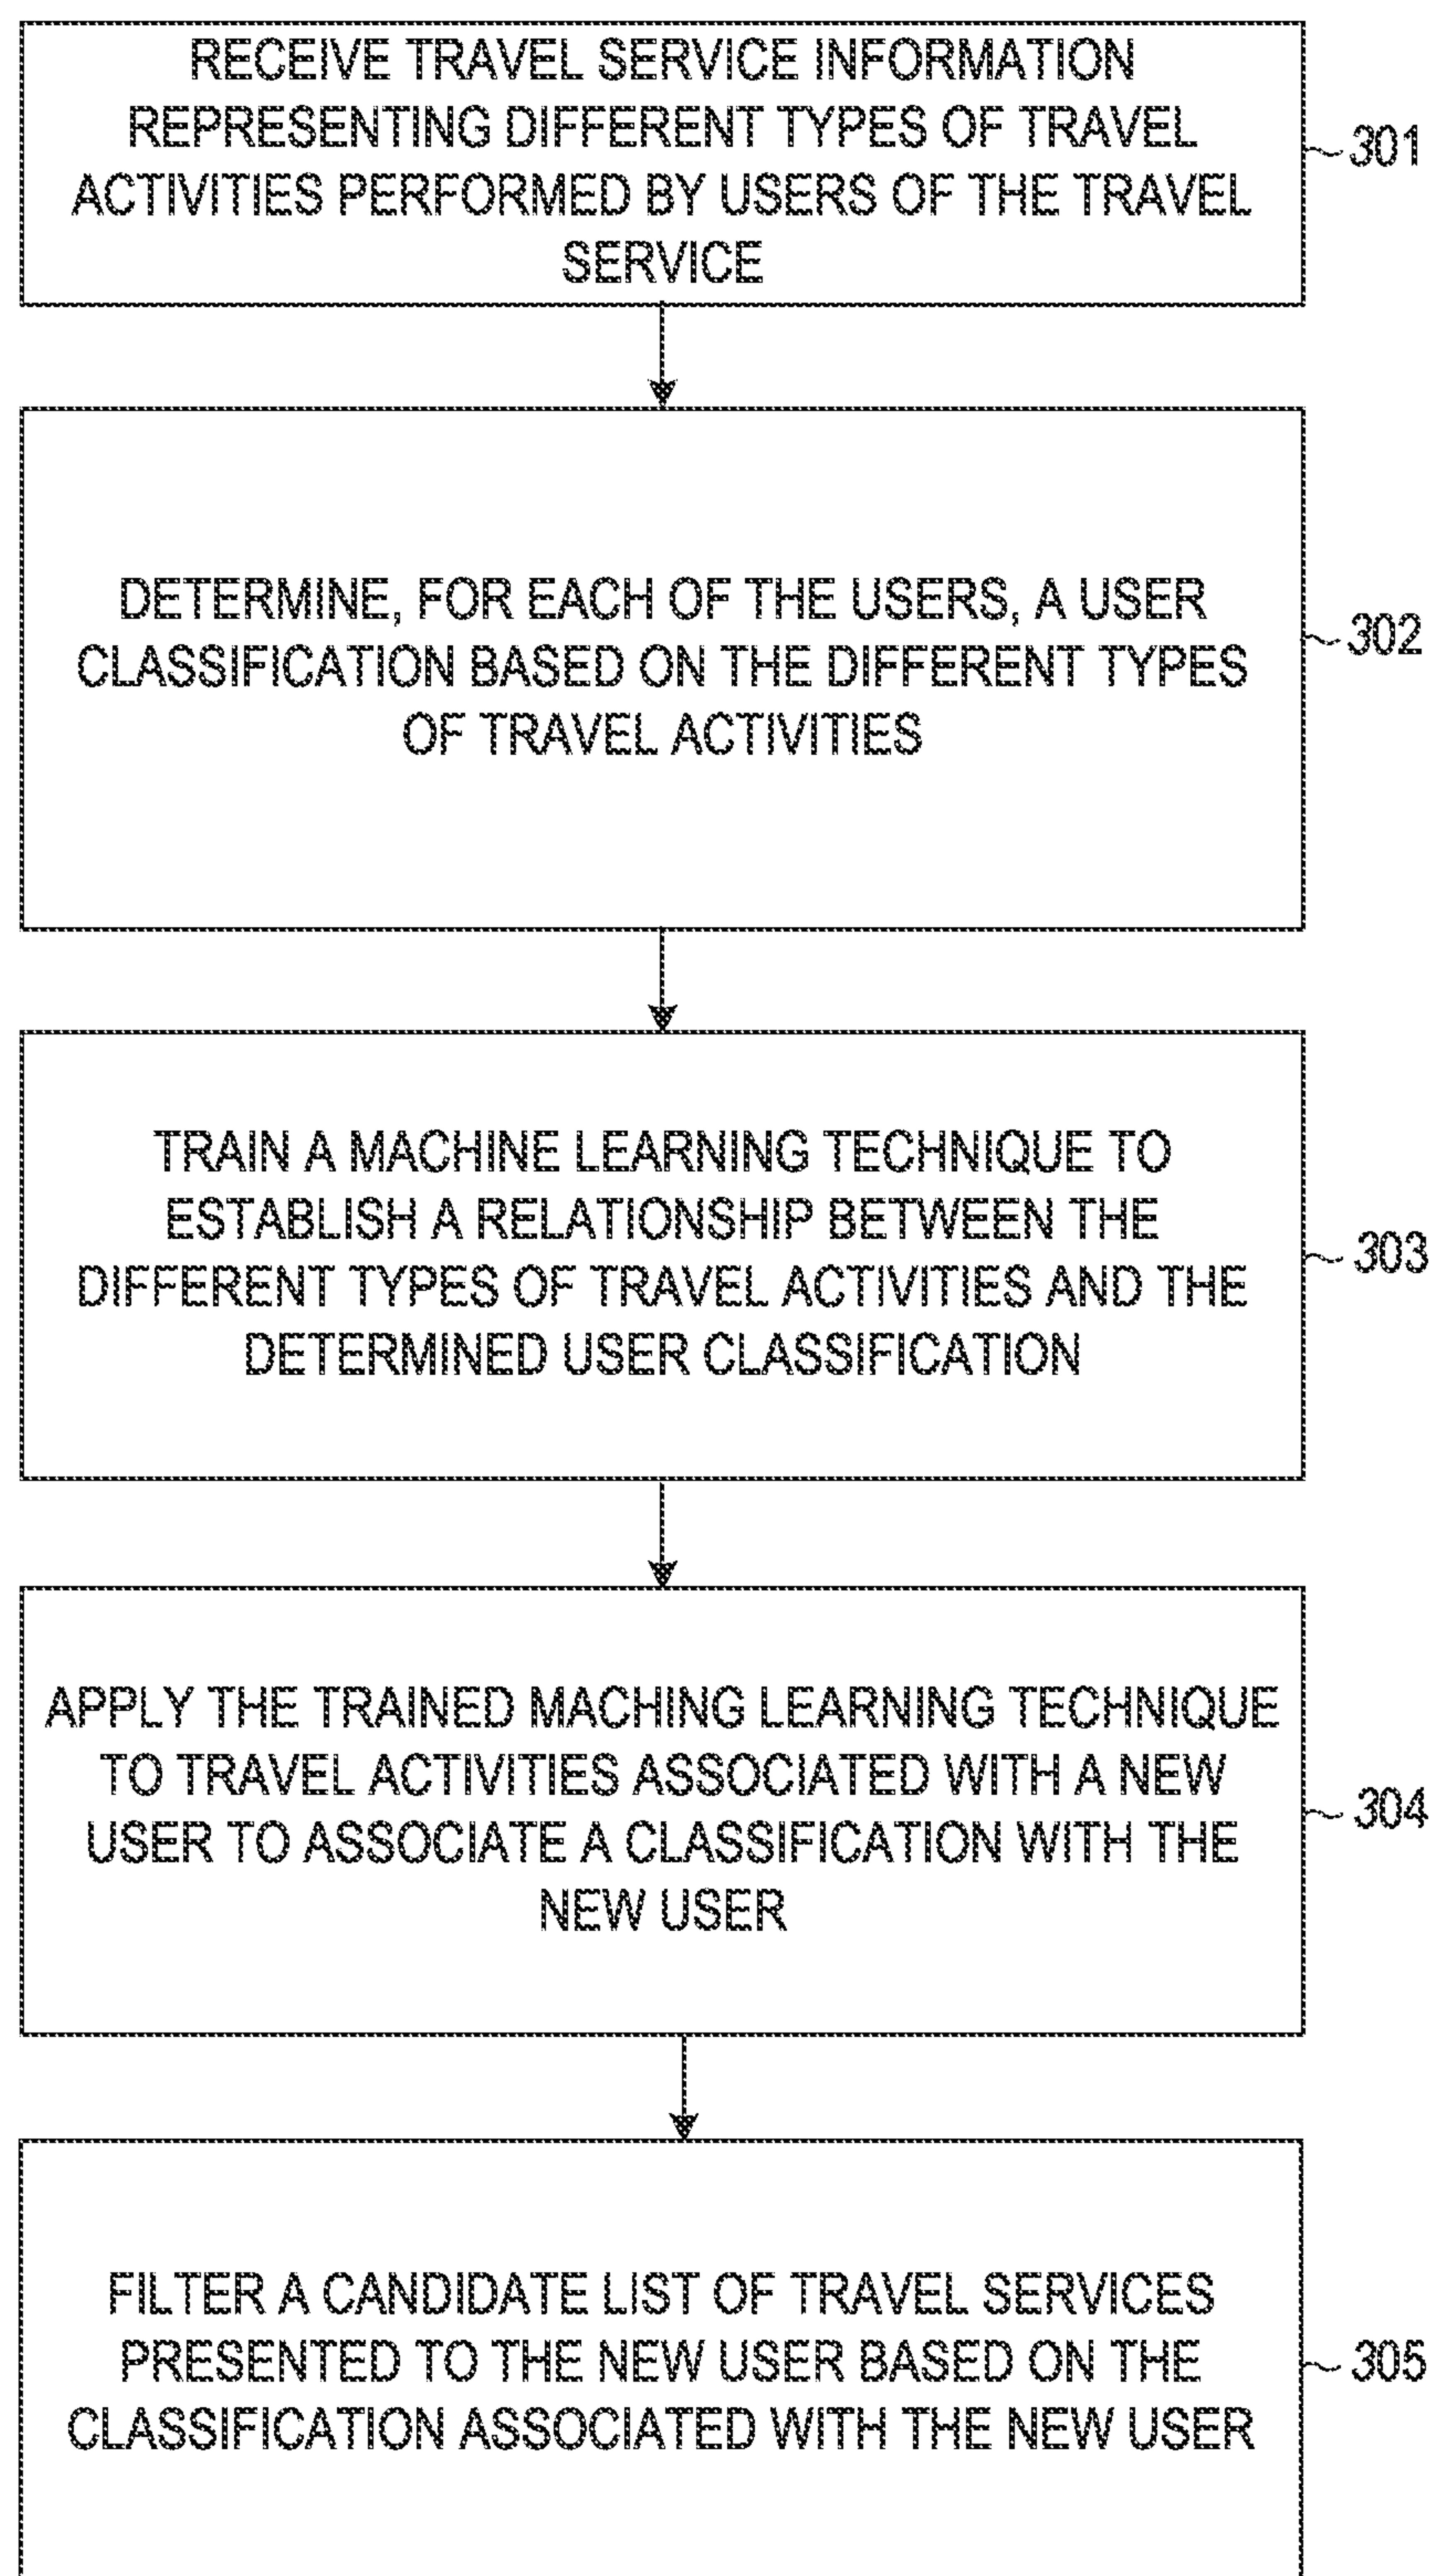 RECEIVE TRAVEL SERVICE INFORMATION
REPRESENTING DIFFERENT TYPES OF TRAVEL
ACTIVITIES PERFORMED BY USERS OF THE TRAVEL
SERVICE
301
DETERMINE, FOR EACH OF THE USERS, A USER
CLASSIFICATION BASED ON THE DIFFERENT TYPES
OF TRAVEL ACTIVITIES
302
TRAIN A MACHINE LEARNING TECHNIQUE TO
ESTABLISH A RELATIONSHIP BETWEEN THE
DIFFERENT TYPES OF TRAVEL ACTIVITIES AND THE
DETERMINED USER CLASSIFICATION
303
APPLY THE TRAINED MACHING LEARNING TECHNIQUE
TO TRAVEL ACTIVITIES ASSOCIATED WITH A NEW
USER TO ASSOCIATE A CLASSIFICATION WITH THE
NEW USER
304
FILTER A CANDIDATE LIST OF TRAVEL SERVICES
PRESENTED TO THE NEW USER BASED ON THE
CLASSIFICATION ASSOCIATED WITH THE NEW USER
305